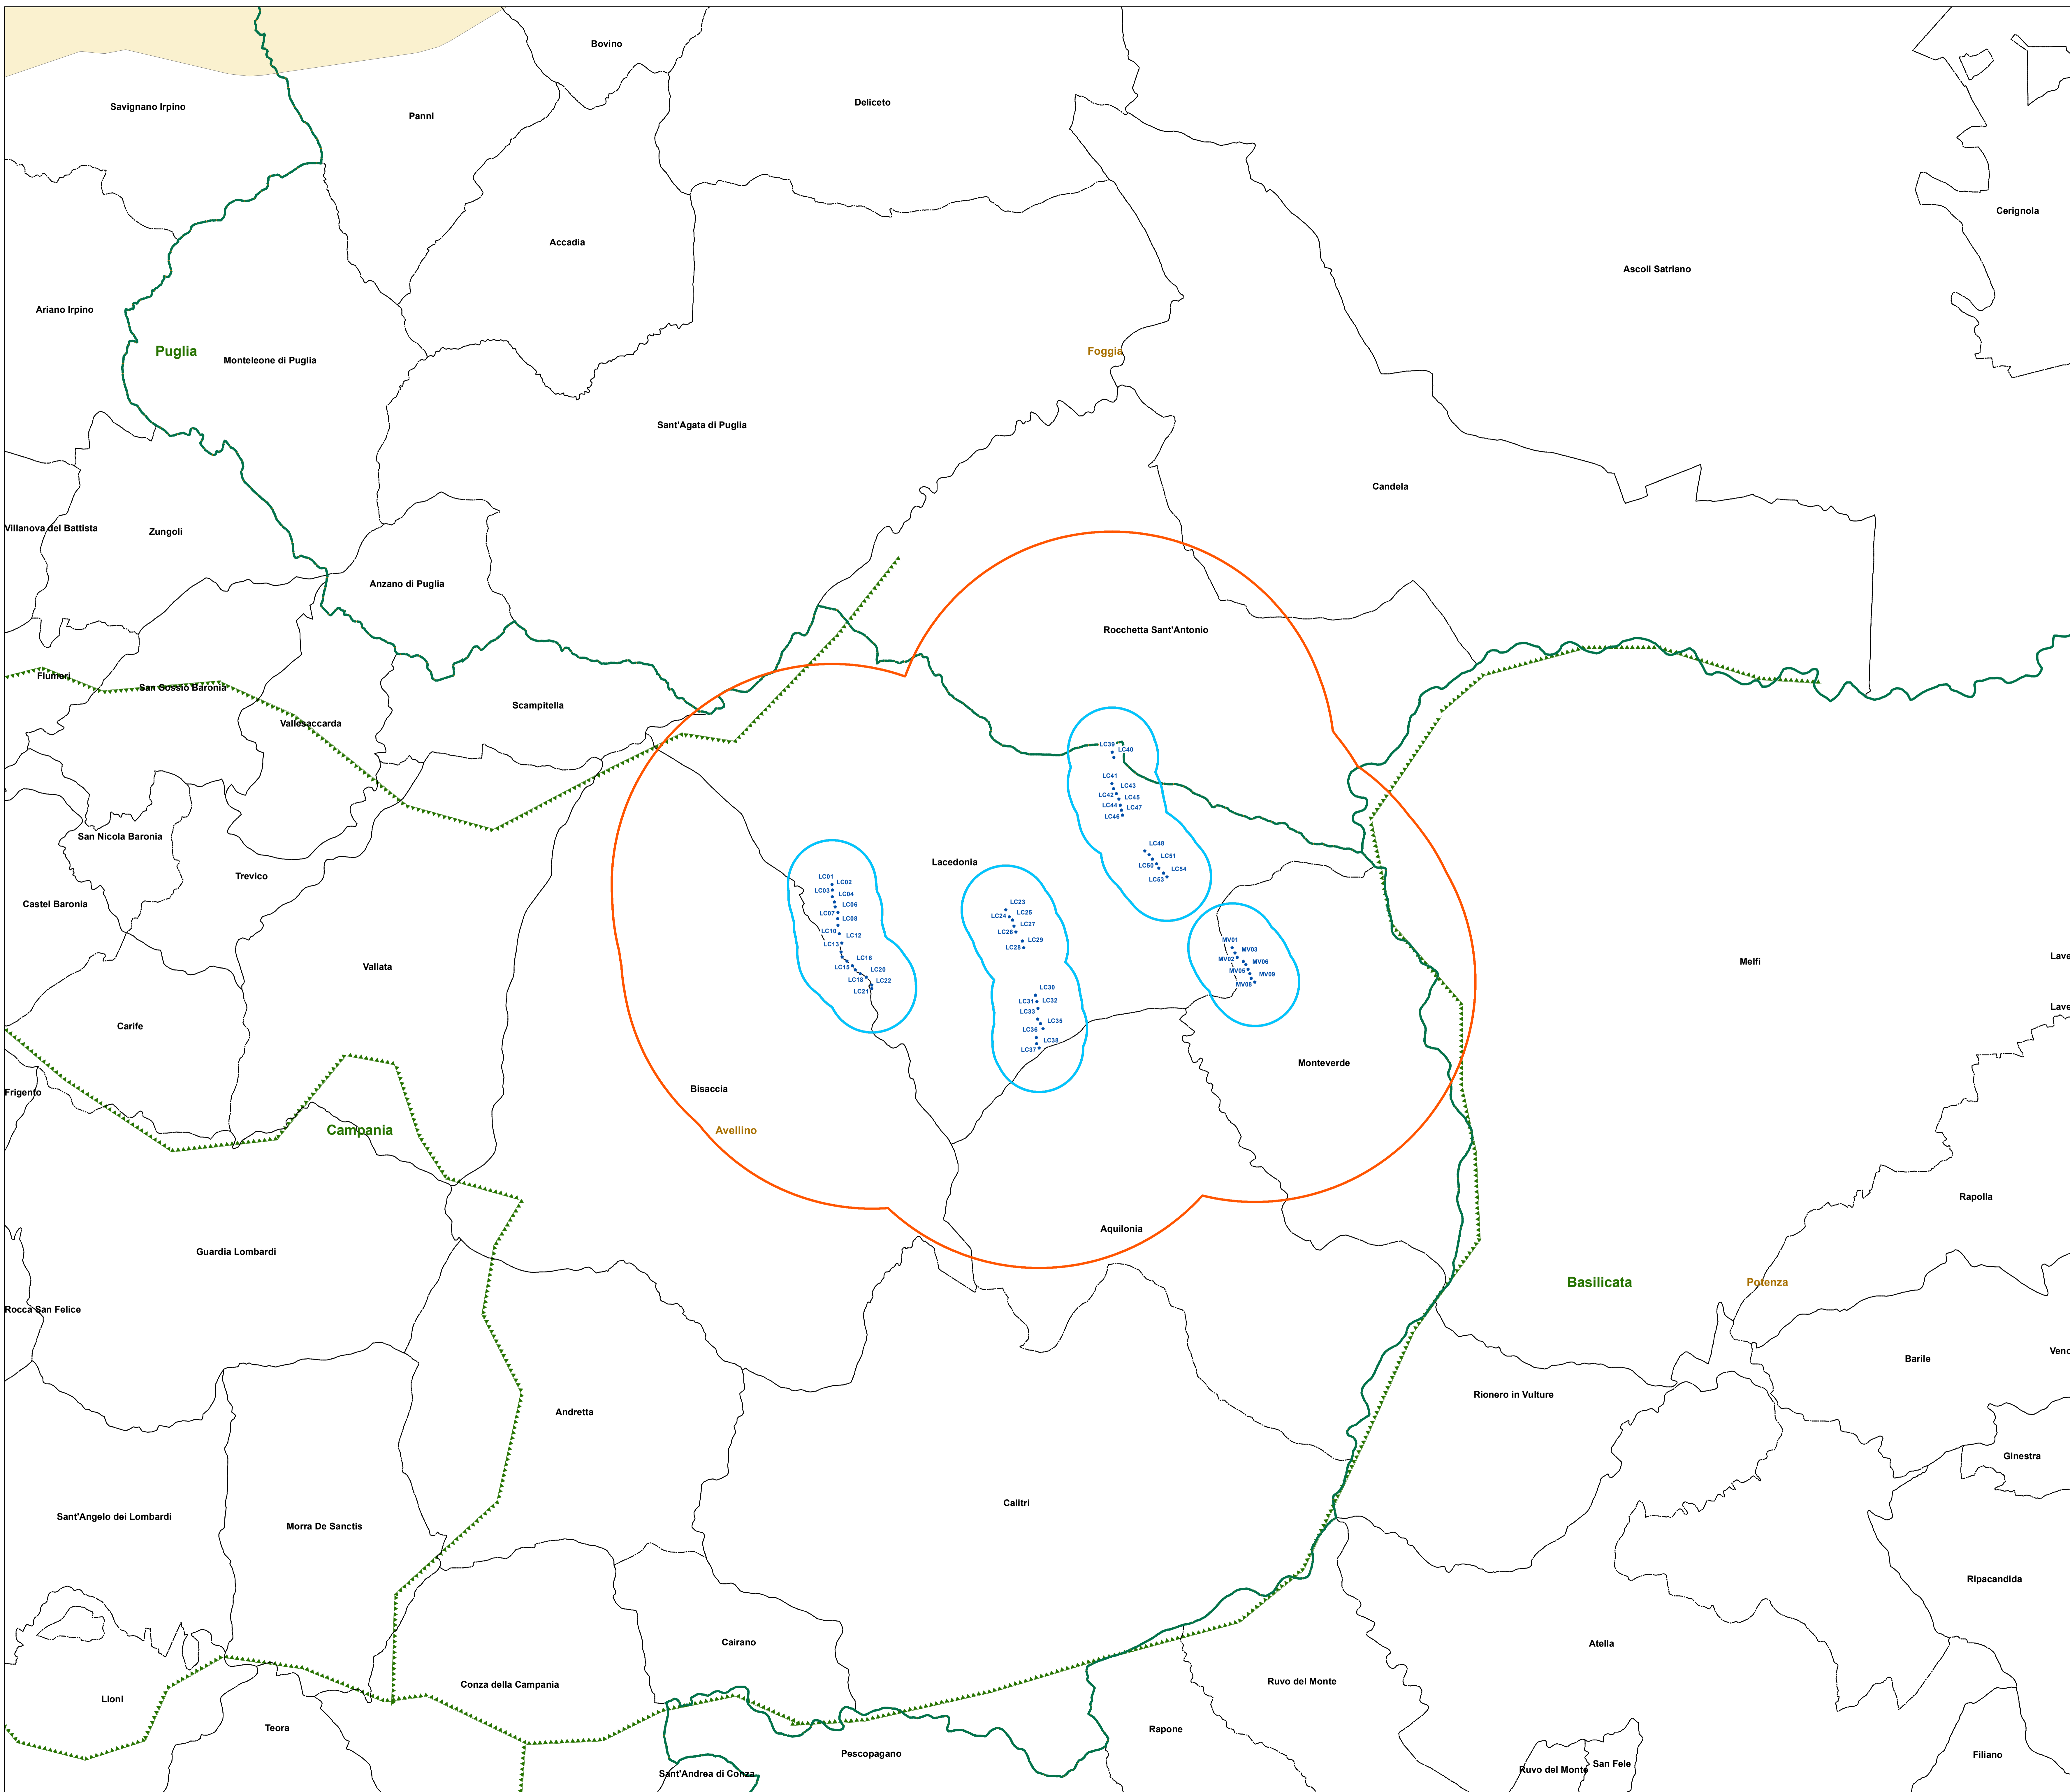 Bovino
Deliceto
Savignano Irpino
Panni
Cerignola
Accadia
Ascoli Satriano
Ariano Irpino
Puglia
Monteleone di Puglia
Foggia
Sant'Agata di Puglia
Candela
Villanova del Battista
Zungoli
Anzano di Puglia
Rocchetta Sant'Antonio
Flumeri
San Sossio Baronia
Scampitella
Vallesaccarda
LC39
LC40
LC41
LC43
LC42
LC45
LC44
LC47
LC46
San Nicola Baronia
LC48
LC51
LC50
LC54
LC53
Lacedonia
Trevico
LC01
LC02
LC03
LC04
LC06
LC07
LC08
LC10
LC12
LC13
LC16
LC15
LC20
LC18
LC22
LC21
Castel Baronia
LC23
LC25
LC24
LC27
LC26
LC29
LC28
MV01
MV03
MV02
MV06
MV05
MV09
MV08
Vallata
Melfi
Lave
LC30
LC31
LC32
LC33
LC35
LC36
LC38
LC37
Lave
Carife
Monteverde
Bisaccia
Frigento
Campania
Avellino
Rapolla
Aquilonia
Guardia Lombardi
Basilicata
Potenza
Rocca San Felice
Barile
Veno
Rionero in Vulture
Andretta
Ginestra
Calitri
Sant'Angelo dei Lombardi
Morra De Sanctis
Ripacandida
Cairano
Atella
Conza della Campania
Ruvo del Monte
Lioni
Teora
Rapone
Pescopagano
Filiano
San Fele
Ruvo del Monte
Sant'Andrea di Conza